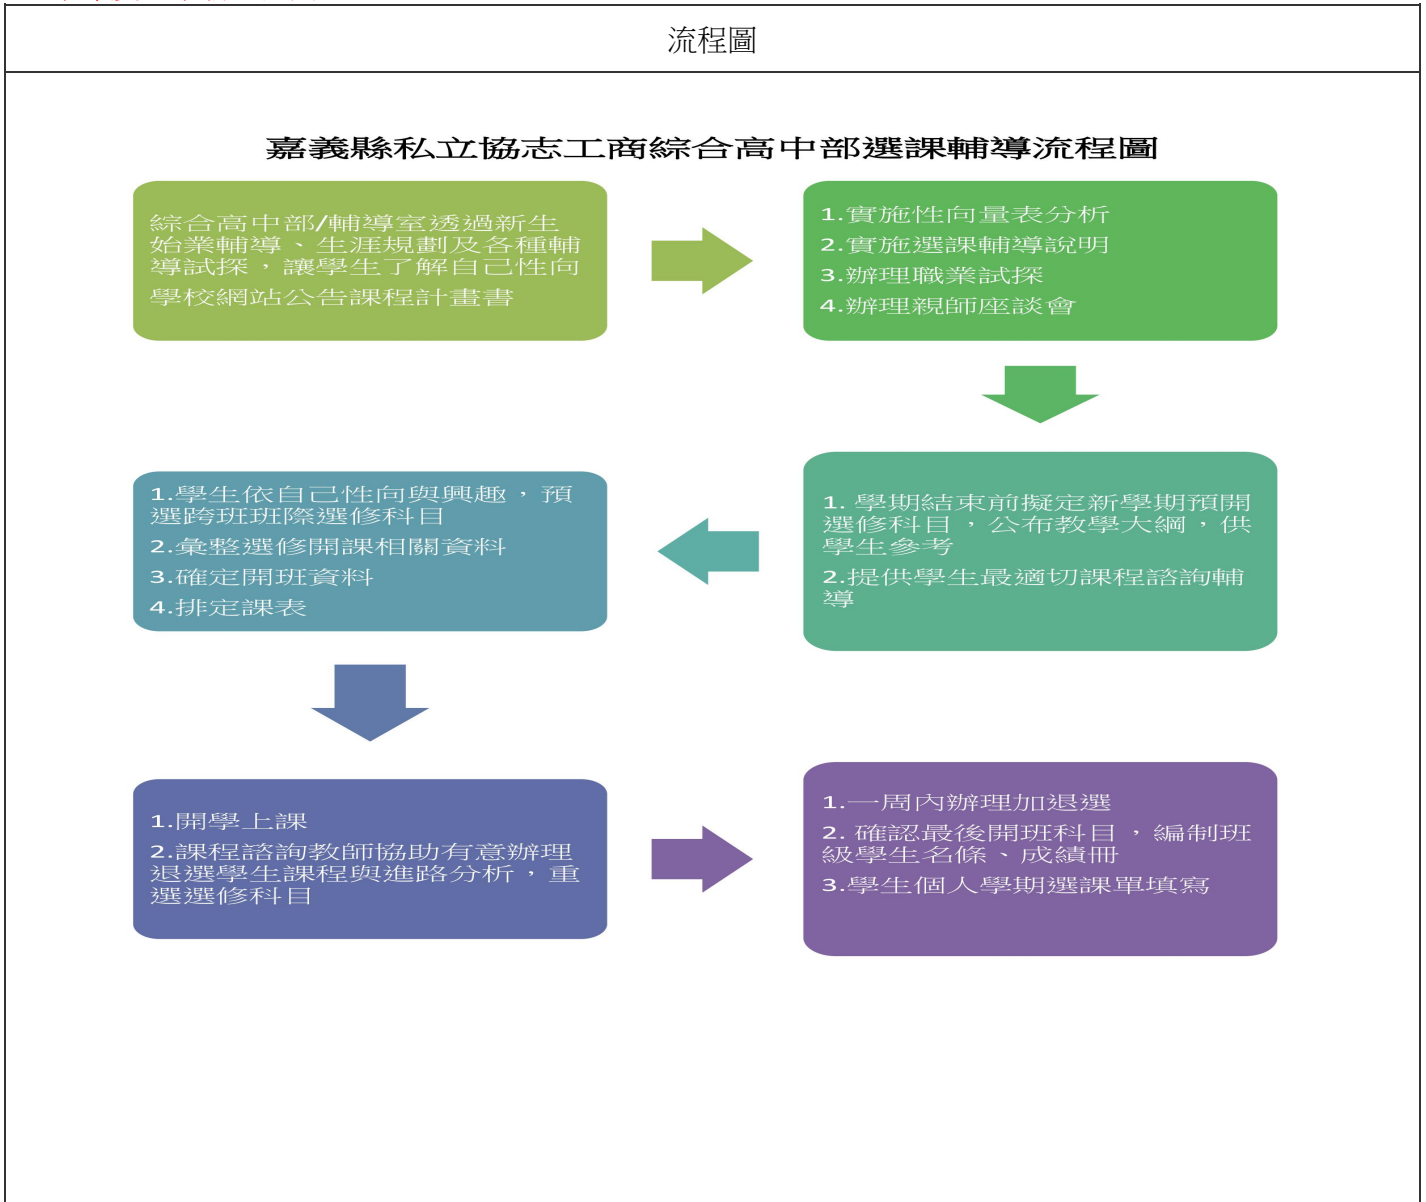 流程圖
嘉義縣私立協志工商綜合高中部選課輔導流程圖
綜合高中部/輔導室透過新生
始業輔導、生涯規劃及各種輔
導試探，讓學生了解自己性向
學校網站公告課程計畫書
1.實施性向量表分析
2.實施選課輔導說明
3.辦理職業試探
4.辦理親師座談會
1. 學期結束前擬定新學期預開
選修科目，公布教學大綱，供
學生參考
2.提供學生最適切課程諮詢輔
導
1.學生依自己性向與興趣，預
選跨班班際選修科目
2.彙整選修開課相關資料
3.確定開班資料
4.排定課表
1.開學上課
2.課程諮詢教師協助有意辦理
退選學生課程與進路分析，重
選選修科目
1.一周內辦理加退選
2. 確認最後開班科目，編制班
級學生名條、成績冊
3.學生個人學期選課單填寫